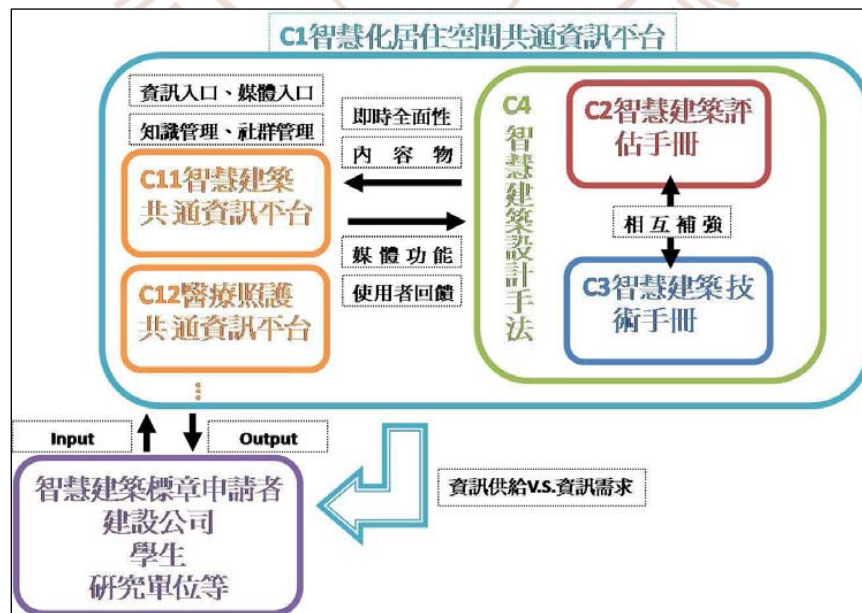 C1智慧化居住空間共通資訊平台
資訊入口、媒體入口
知識管理、社群管理
C11智慧建築
共通資訊平台
C12醫療照護
共通資訊平台
即時全面性
內容物
媒體功能
使用者回饋
C4
智慧建築設計手法
C2智慧建築評
估手冊
相互補強
C3智慧建築技
術手冊
Input
Output
智慧建築標章申請者
建設公司
學生
研究單位等
資訊供給V.S.資訊需求